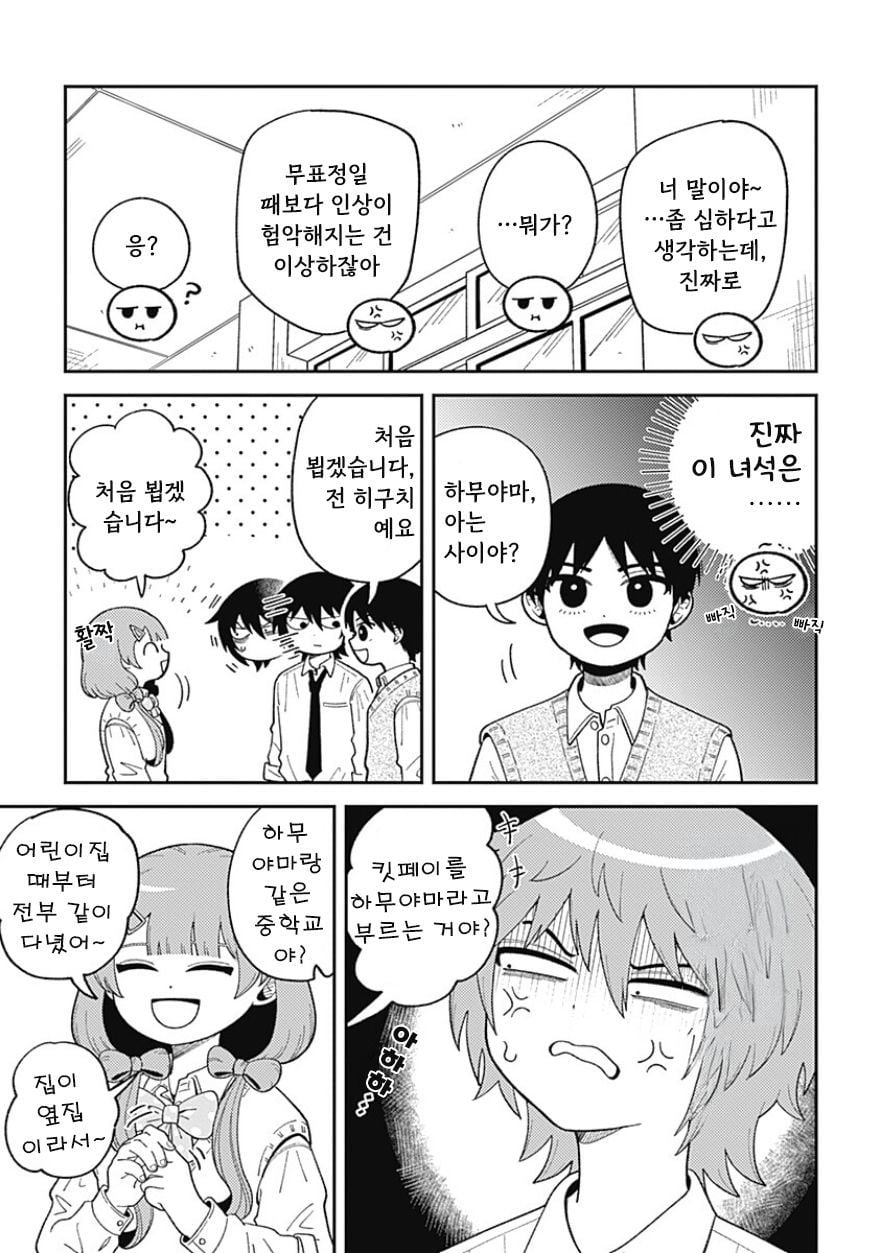 너 말이야~
…좀 심하다고
생각하는데,
진짜로
…뭐가?
무표정일
때보다 인상이
험악해지는 건
이상하잖아
응?
?
진짜
이 녀석은
……
빠직
빠직
하무야마,
아는
사이야?
처음
뵙겠습니다,
전 히구치
예요
처음 뵙겠
습니다~
활짝
킷페이를
하무야마라고
부르는 거야?
아하하
하무
야마랑
같은
중학교
야?
어린이집
때부터
전부 같이
다녔어~
집이
옆집
이라서~